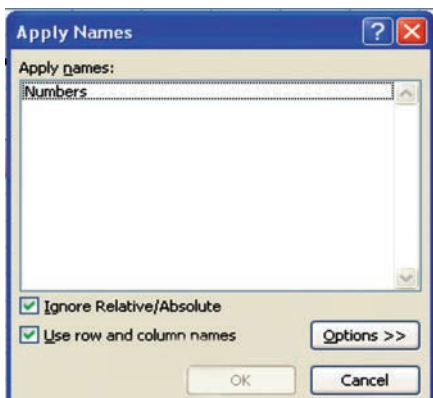 Apply Names
Apply names:
Numbers
Ignore Relative/Absolute
Use row and column names
Options >>
OK
Cancel